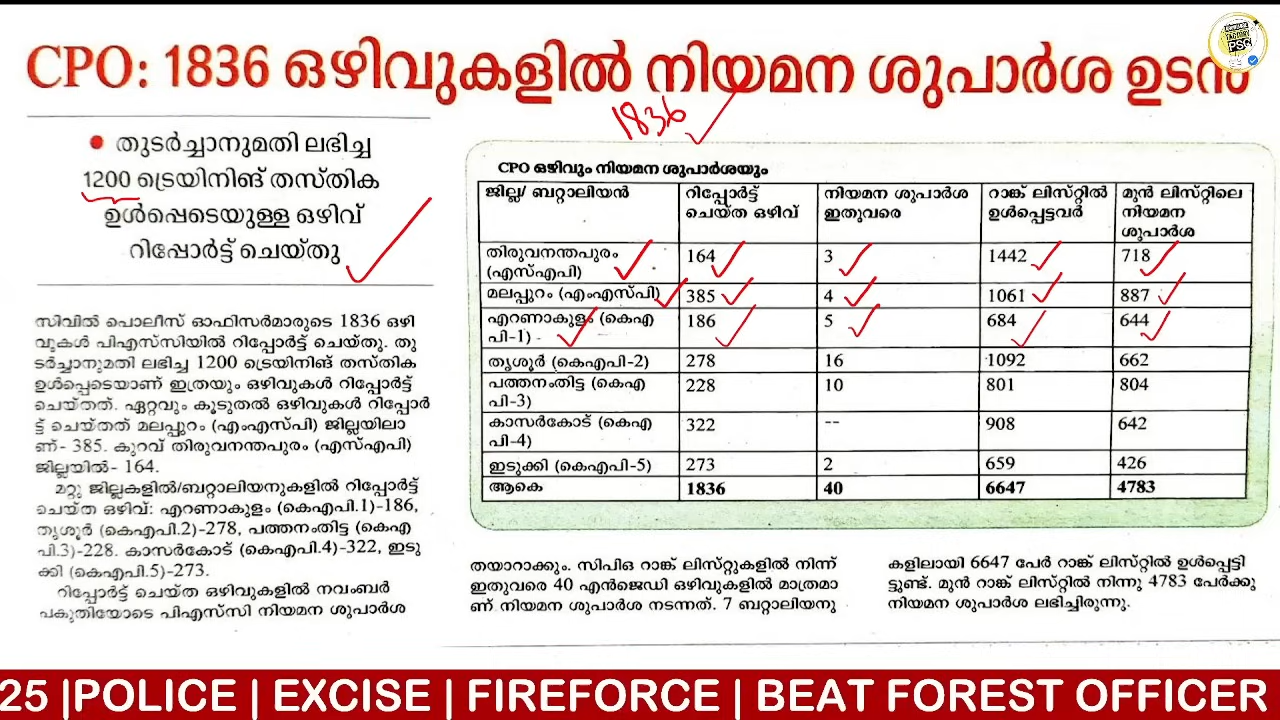 CPO: 1836 ഒഴിവുകളിൽ നിയമന ശുപാർശ ഉടൻ
1836
● തുടർച്ചാനുമതി ലഭിച്ച
1200 ട്രെയിനിങ് തസ്തിക
ഉൾപ്പെടെയുള്ള ഒഴിവ്
റിപ്പോർട്ട് ചെയ്തു
സിവിൽ പൊലീസ് ഓഫിസർമാരുടെ 1836 ഒഴി
വുകൾ പിഎസ്‌സിയിൽ റിപ്പോർട്ട് ചെയ്തു. തു
ടർച്ചാനുമതി ലഭിച്ച 1200 ട്രെയിനിങ് തസ്തിക
ഉൾപ്പെടെയാണ് ഇത്രയും ഒഴിവുകൾ റിപ്പോർട്ട്
ചെയ്തത്. ഏറ്റവും കൂടുതൽ ഒഴിവുകൾ റിപ്പോർ
ട്ട് ചെയ്തത് മലപ്പുറം (എംഎസ്പി) ജില്ലയിലാ
ണ്- 385. കുറവ് തിരുവനന്തപുരം (എസ്എപി)
ജില്ലയിൽ- 164.
മറ്റു ജില്ലകളിൽ/ബറ്റാലിയനുകളിൽ റിപ്പോർട്ട്
ചെയ്ത ഒഴിവ്: എറണാകുളം (കെഎപി.1)-186,
തൃശൂർ (കെഎപി.2)-278, പത്തനംതിട്ട (കെഎ
പി.3)-228. കാസർകോട് (കെഎപി.4)-322, ഇടു
ക്കി (കെഎപി.5)-273.
റിപ്പോർട്ട് ചെയ്ത ഒഴിവുകളിൽ നവംബർ
പകുതിയോടെ പിഎസ്‌സി നിയമന ശുപാർശ
CPO ഒഴിവും നിയമന ശുപാർശയും
ജില്ല/ ബറ്റാലിയൻ റിപ്പോർട്ട് ചെയ്ത ഒഴിവ് നിയമന ശുപാർശ ഇതുവരെ റാങ്ക് ലിസ്റ്റിൽ ഉൾപ്പെട്ടവർ മുൻ ലിസ്റ്റിലെ നിയമന ശുപാർശ
തിരുവനന്തപുരം (എസ്എപി) 164 3 1442 718
മലപ്പുറം (എംഎസ്പി) 385 4 1061 887
എറണാകുളം (കെഎപി-1) 186 5 684 644
തൃശൂർ (കെഎപി-2) 278 16 1092 662
പത്തനംതിട്ട (കെഎപി-3) 228 10 801 804
കാസർകോട് (കെഎപി-4) 322 -- 908 642
ഇടുക്കി (കെഎപി-5) 273 2 659 426
ആകെ 1836 40 6647 4783
തയാറാക്കും. സിപിഒ റാങ്ക് ലിസ്റ്റുകളിൽ നിന്ന്
ഇതുവരെ 40 എൻജെഡി ഒഴിവുകളിൽ മാത്രമാ
ണ് നിയമന ശുപാർശ നടന്നത്. 7 ബറ്റാലിയനു
കളിലായി 6647 പേർ റാങ്ക് ലിസ്റ്റിൽ ഉൾപ്പെട്ടി
ട്ടുണ്ട്. മുൻ റാങ്ക് ലിസ്റ്റിൽ നിന്നു 4783 പേർക്കു
നിയമന ശുപാർശ ലഭിച്ചിരുന്നു.
25 |POLICE | EXCISE | FIREFORCE | BEAT FOREST OFFICER
PSC